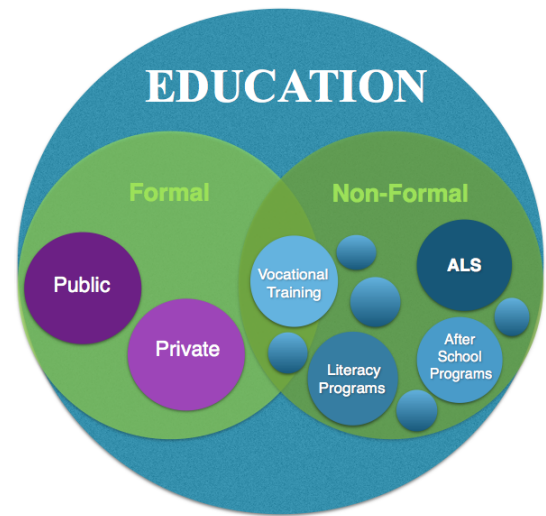 EDUCATION
Formal
Non-Formal
Public
Private
Vocational
Training
ALS
Literacy
Programs
After
School
Programs